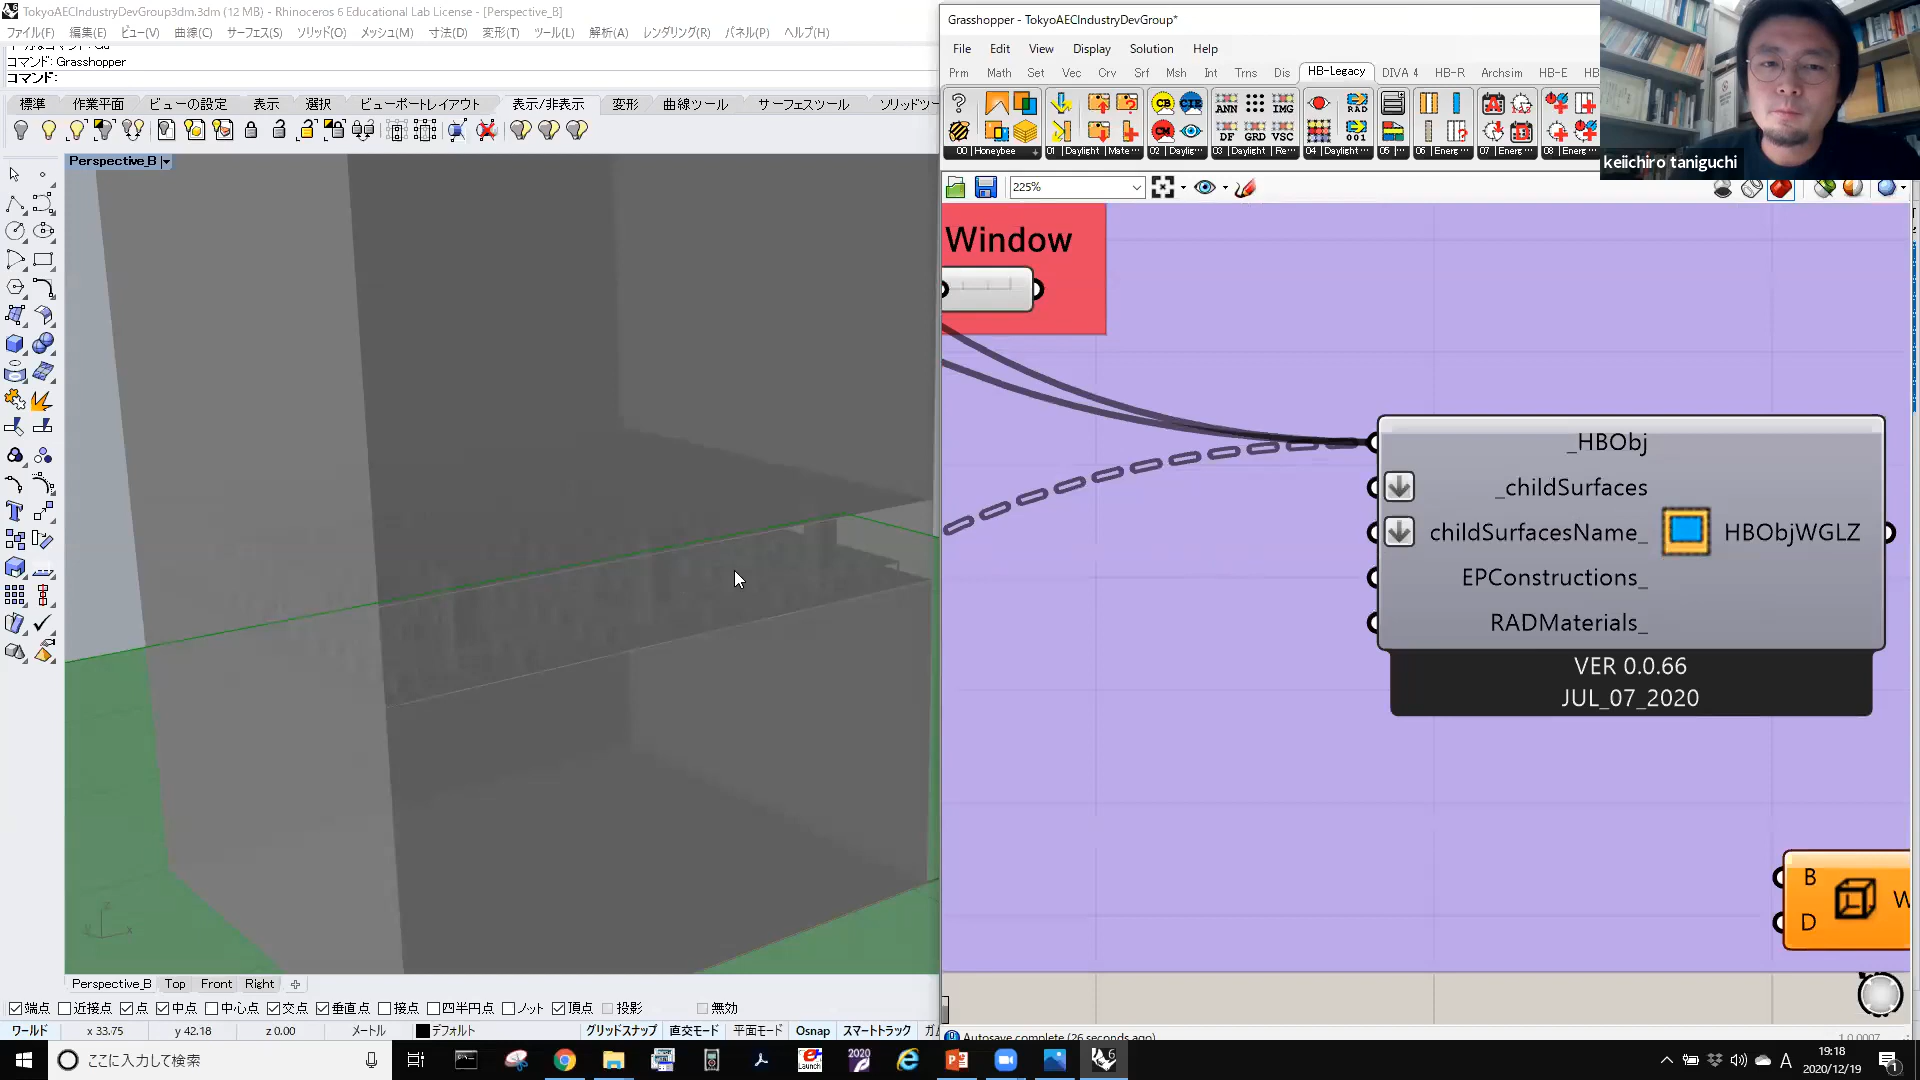 TokyoAECIndustryDevGroup3dm.3dm (12 MB) - Rhinoceros 6 Educational Lab License - [Perspective_B]
ファイル(F) 編集(E) ビュー(V) 曲線(C) サーフェス(S) ソリッド(O) メッシュ(M) 寸法(D) 変形(T) ツール(L) 解析(A) レンダリング(R) パネル(P) ヘルプ(H)
コマンド: Grasshopper
コマンド:
標準 作業平面 ビューの設定 表示 選択 ビューポートレイアウト 表示/非表示 変形 曲線ツール サーフェスツール ソリッドツー
Perspective_B
Perspective_B Top Front Right
端点 近接点 点 中点 中心点 交点 垂直点 接点 四半円点 ノット 頂点 投影 無効
ワールド x 33.75 y 42.18 z 0.00 メートル デフォルト グリッドスナップ 直交モード 平面モード Osnap スマートトラック ガ
Grasshopper - TokyoAECIndustryDevGroup*
File Edit View Display Solution Help
Prm Math Set Vec Crv Srf Msh Int Trns Dis HB-Legacy DIVA 4 HB-R Archsim HB-E HB
00 | Honeybee 01 | Daylight | Mate... 02 | Daylig... 03 | Daylight | Re... 04 | Daylight... 05 |... 06 | Energ... 07 | Energ... 08 | Energ...
225%
Window
_HBObj
_childSurfaces
childSurfacesName_
HBObjWGLZ
EPConstructions_
RADMaterials_
VER 0.0.66
JUL_07_2020
B
D
W
Autosave complete (26 seconds ago)
1.0.0007
keiichiro taniguchi
ここに入力して検索
A
19:18
2020/12/19